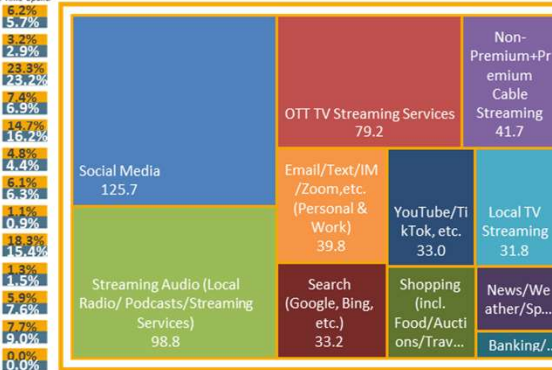 6.2%
5.7%
3.2%
2.9%
23.3%
23.2%
7.4%
6.9%
14.7%
16.2%
4.8%
4.4%
6.1%
6.3%
1.1%
0.9%
18.3%
15.4%
1.3%
1.5%
5.9%
7.6%
7.7%
9.0%
0.0%
0.0%
Social Media
125.7
Streaming Audio (Local
Radio/ Podcasts/Streaming
Services)
98.8
OTT TV Streaming Services
79.2
Non-
Premium+Pr
emium
Cable
Streaming
41.7
Email/Text/IM
/Zoom,etc.
(Personal &
Work)
39.8
YouTube/Ti
kTok, etc.
33.0
Local TV
Streaming
31.8
Search
(Google, Bing,
etc.)
33.2
Shopping
(incl.
Food/Aucti
ons/Trav...
News/We
ather/Sp...
Banking/...